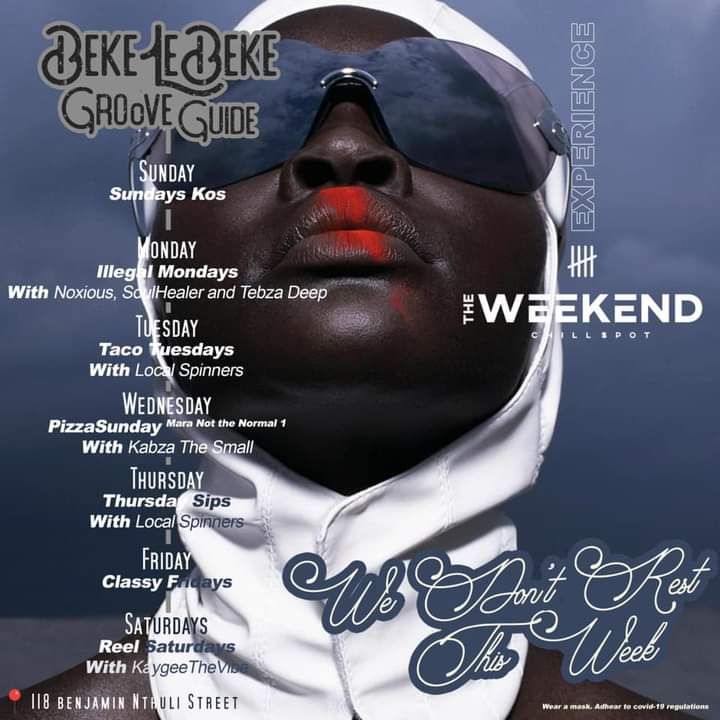 BEKE LE BEKE
GROOVE GUIDE
SUNDAY
Sundays Kos
MONDAY
Illegal Mondays
With Noxious, SoulHealer and Tebza Deep
TUESDAY
Taco Tuesdays
With Local Spinners
WEDNESDAY
PizzaSunday Mara Not the Normal 1
With Kabza The Small
THURSDAY
Thursday Sips
With Local Spinners
FRIDAY
Classy Fridays
SATURDAYS
Reel Saturdays
With KaygeeTheVibe
118 BENJAMIN NTHULI STREET
EXPERIENCE
THE WEEKEND
CHILL $POT
We Don't Rest
This Week
Wear a mask. Adhear to covid-19 regulations